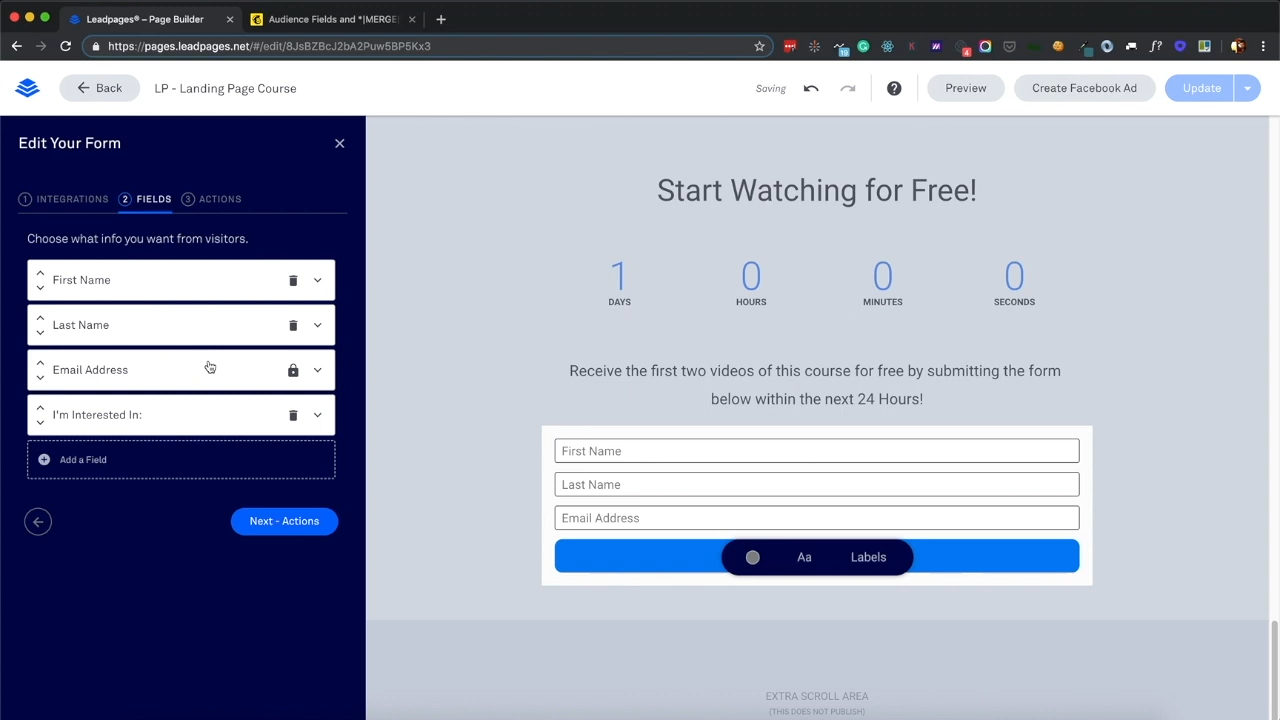 Leadpages® – Page Builder
Audience Fields and *|MERGE
https://pages.leadpages.net/#/edit/8JsBZBcJ2bA2Puw5BP5Kx3
Back
LP - Landing Page Course
Saving
Preview
Create Facebook Ad
Update
Edit Your Form
1 INTEGRATIONS
2 FIELDS
3 ACTIONS
Choose what info you want from visitors.
First Name
Last Name
Email Address
I'm Interested In:
Add a Field
Next - Actions
Start Watching for Free!
1 0 0 0
DAYS HOURS MINUTES SECONDS
Receive the first two videos of this course for free by submitting the form
below within the next 24 Hours!
First Name
Last Name
Email Address
Aa Labels
EXTRA SCROLL AREA
(THIS DOES NOT PUBLISH)